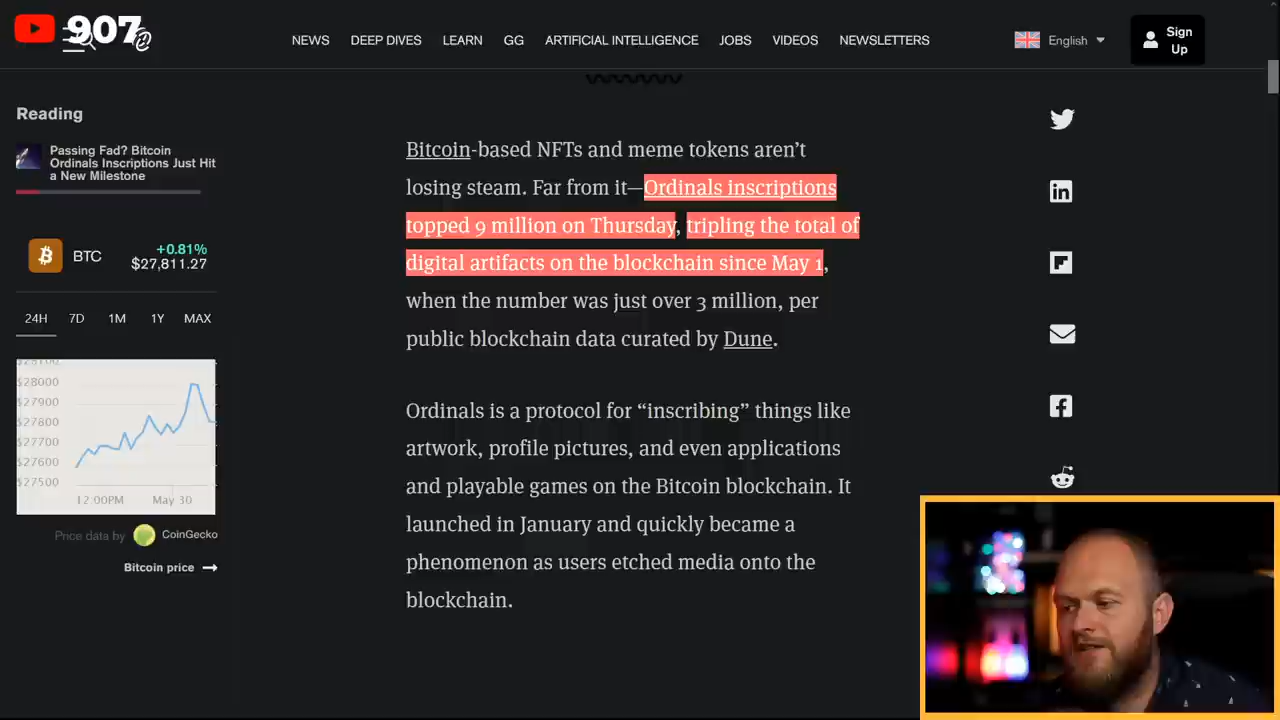 907
NEWS
DEEP DIVES
LEARN
GG
ARTIFICIAL INTELLIGENCE
JOBS
VIDEOS
NEWSLETTERS
English
Sign
Up
Reading
Passing Fad? Bitcoin
Ordinals Inscriptions Just Hit
a New Milestone
BTC
+0.81%
$27,811.27
24H
7D
1M
1Y
MAX
$28000
$27900
$27800
$27700
$27600
$27500
12:00PM May 30
Price data by CoinGecko
Bitcoin price
Bitcoin-based NFTs and meme tokens aren’t
losing steam. Far from it—Ordinals inscriptions
topped 9 million on Thursday, tripling the total of
digital artifacts on the blockchain since May 1,
when the number was just over 3 million, per
public blockchain data curated by Dune.
Ordinals is a protocol for “inscribing” things like
artwork, profile pictures, and even applications
and playable games on the Bitcoin blockchain. It
launched in January and quickly became a
phenomenon as users etched media onto the
blockchain.